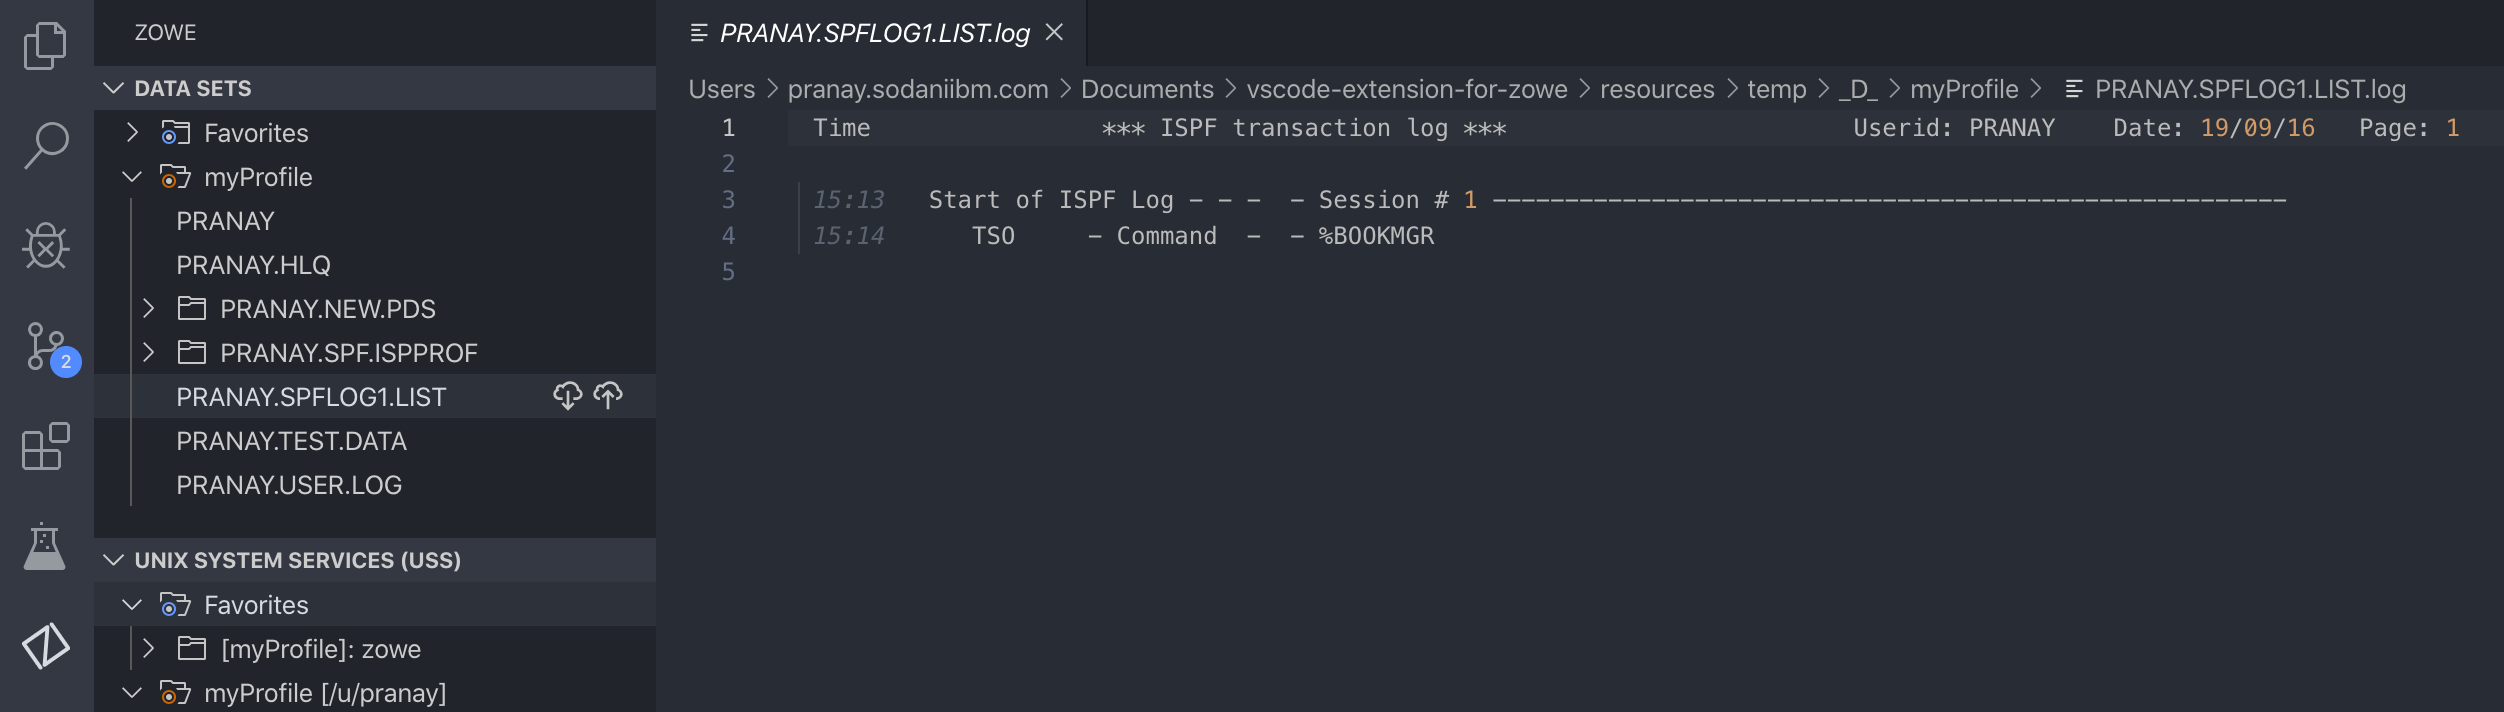 ZOWE
DATA SETS
Favorites
myProfile
PRANAY
PRANAY.HLQ
PRANAY.NEW.PDS
PRANAY.SPF.ISPPROF
PRANAY.SPFLOG1.LIST
PRANAY.TEST.DATA
PRANAY.USER.LOG
UNIX SYSTEM SERVICES (USS)
Favorites
[myProfile]: zowe
myProfile [/u/pranay]
2
PRANAY.SPFLOG1.LIST.log
Users > pranay.sodaniibm.com > Documents > vscode-extension-for-zowe > resources > temp > _D_ > myProfile > PRANAY.SPFLOG1.LIST.log
1 Time *** ISPF transaction log *** Userid: PRANAY Date: 19/09/16 Page: 1
2
3 15:13 Start of ISPF Log - - - - Session # 1 -------------------------------------------------------
4 15:14 TSO - Command - - %BOOKMGR
5